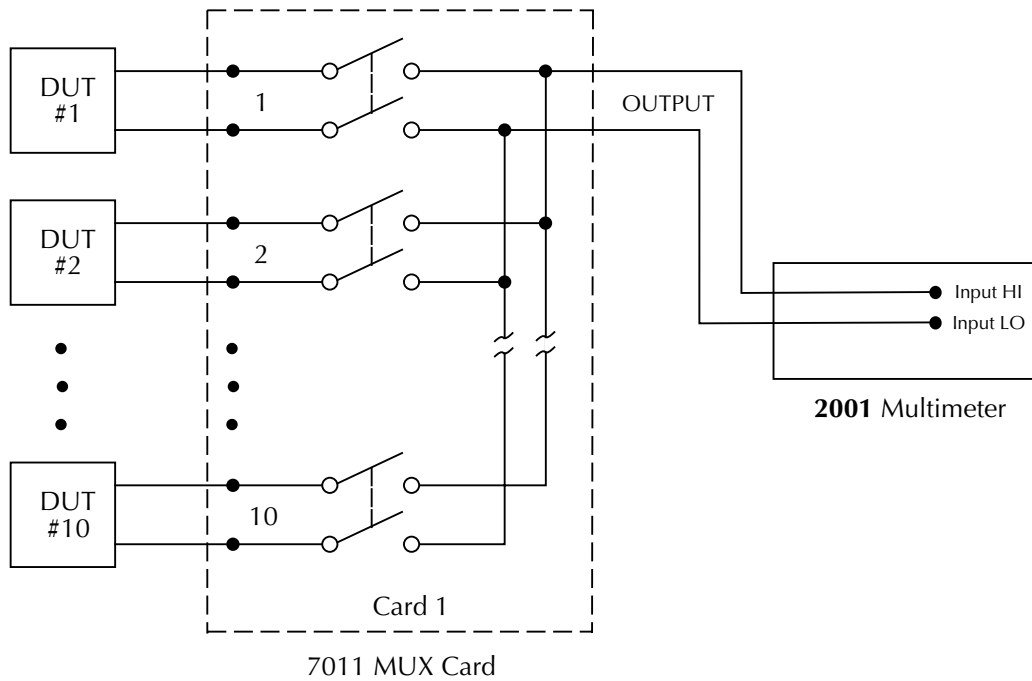 DUT
#1
1
OUTPUT
DUT
#2
2
Input HI
Input LO
2001 Multimeter
DUT
#10
10
Card 1
7011 MUX Card